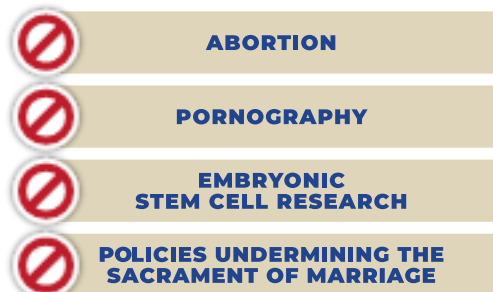 ABORTION
PORNOGRAPHY
EMBRYONIC
STEM CELL RESEARCH
POLICIES UNDERMINING THE
SACRAMENT OF MARRIAGE